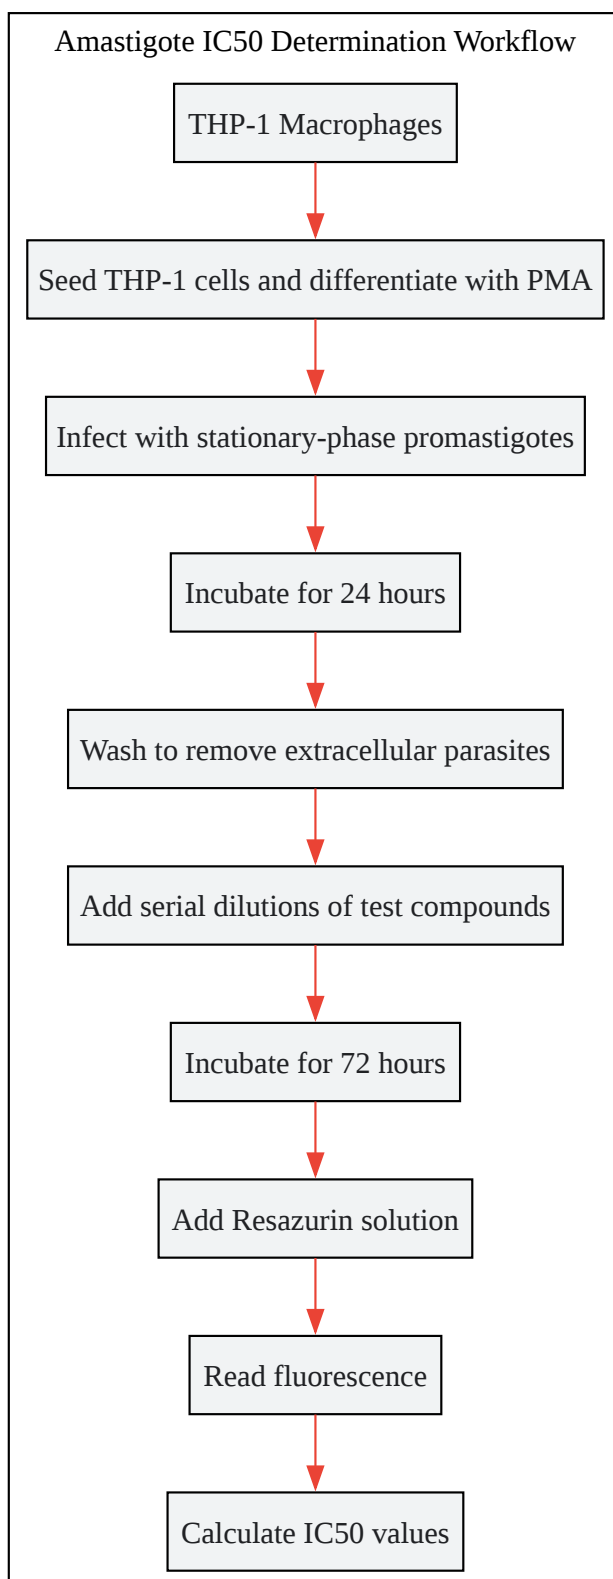 Amastigote IC50 Determination Workflow
THP-1 Macrophages
Seed THP-1 cells and differentiate with PMA
Infect with stationary-phase promastigotes
Incubate for 24 hours
Wash to remove extracellular parasites
Add serial dilutions of test compounds
Incubate for 72 hours
Add Resazurin solution
Read fluorescence
Calculate IC50 values